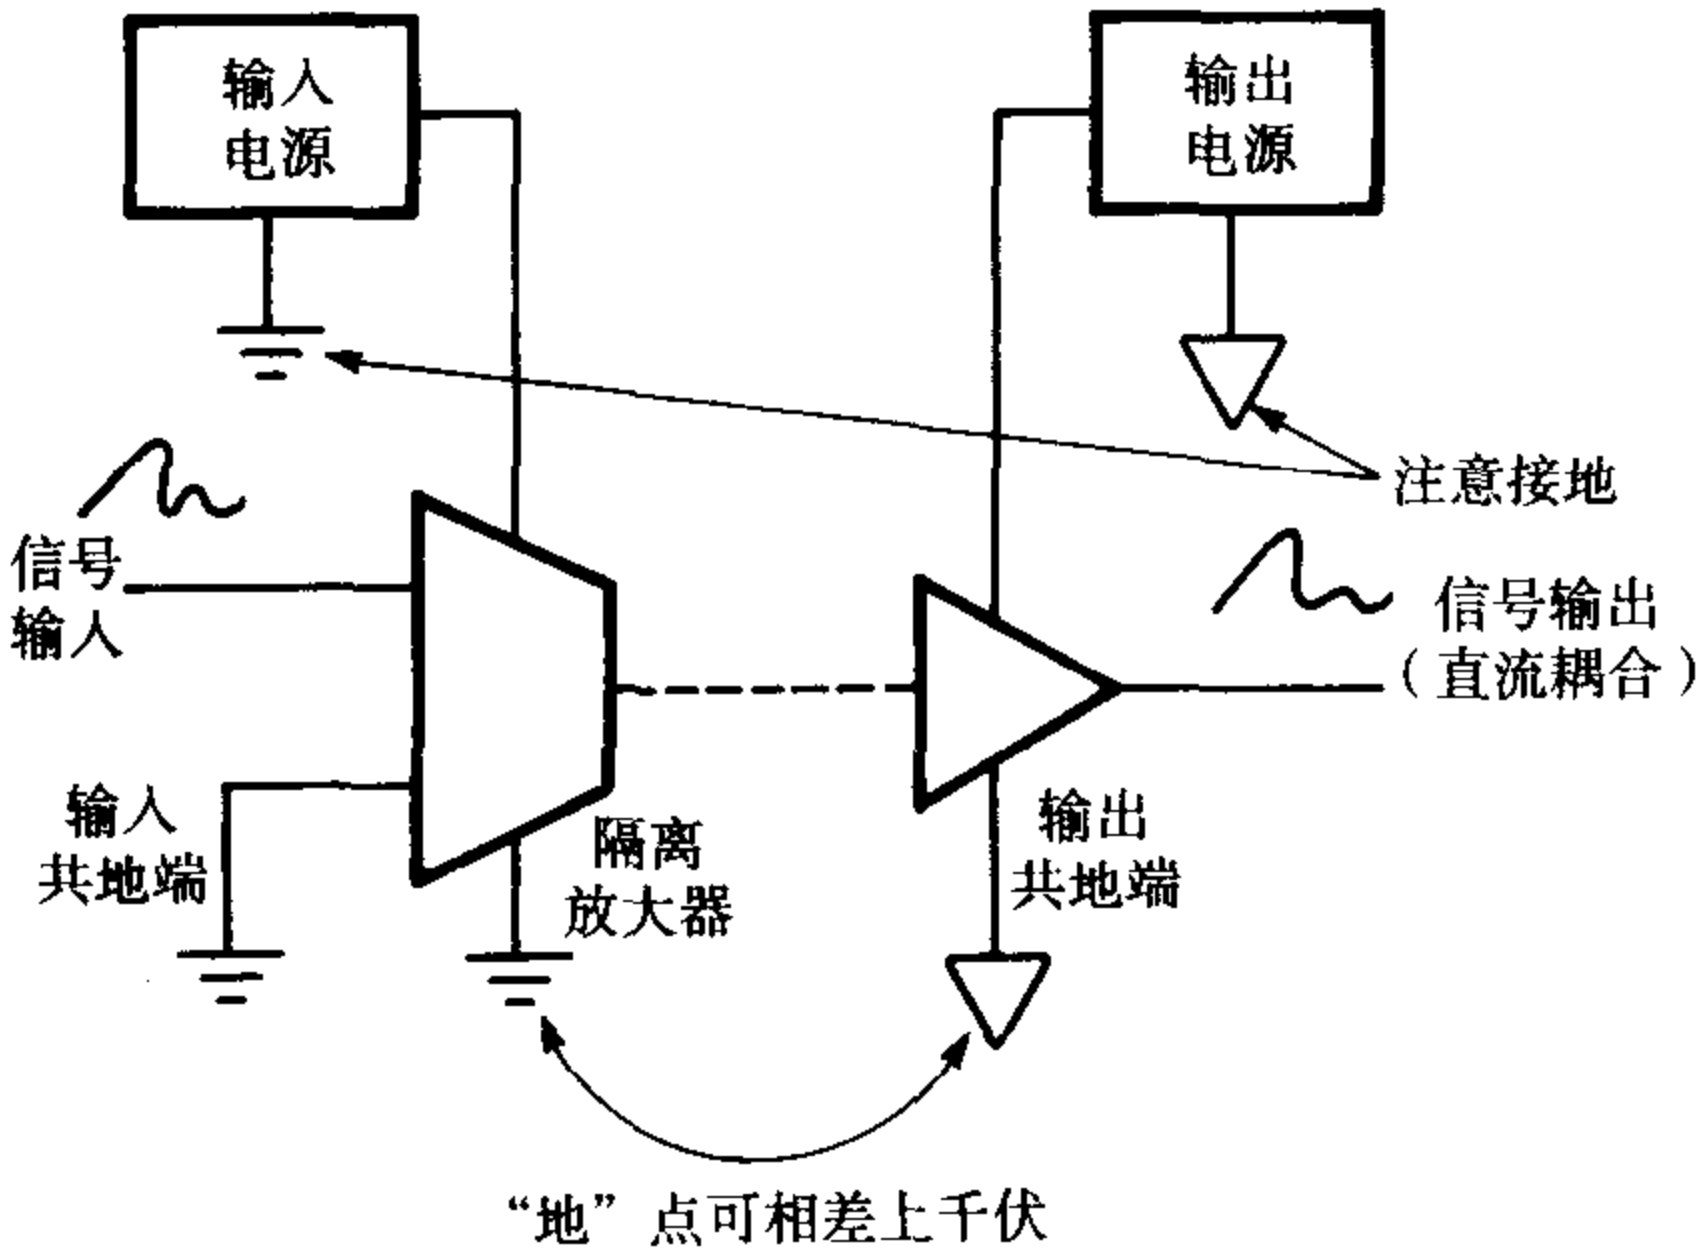 输入
电源
输出
电源
注意接地
信号
输入
信号输出
（直流耦合）
输入
共地端
隔离
放大器
输出
共地端
“地”点可相差上千伏